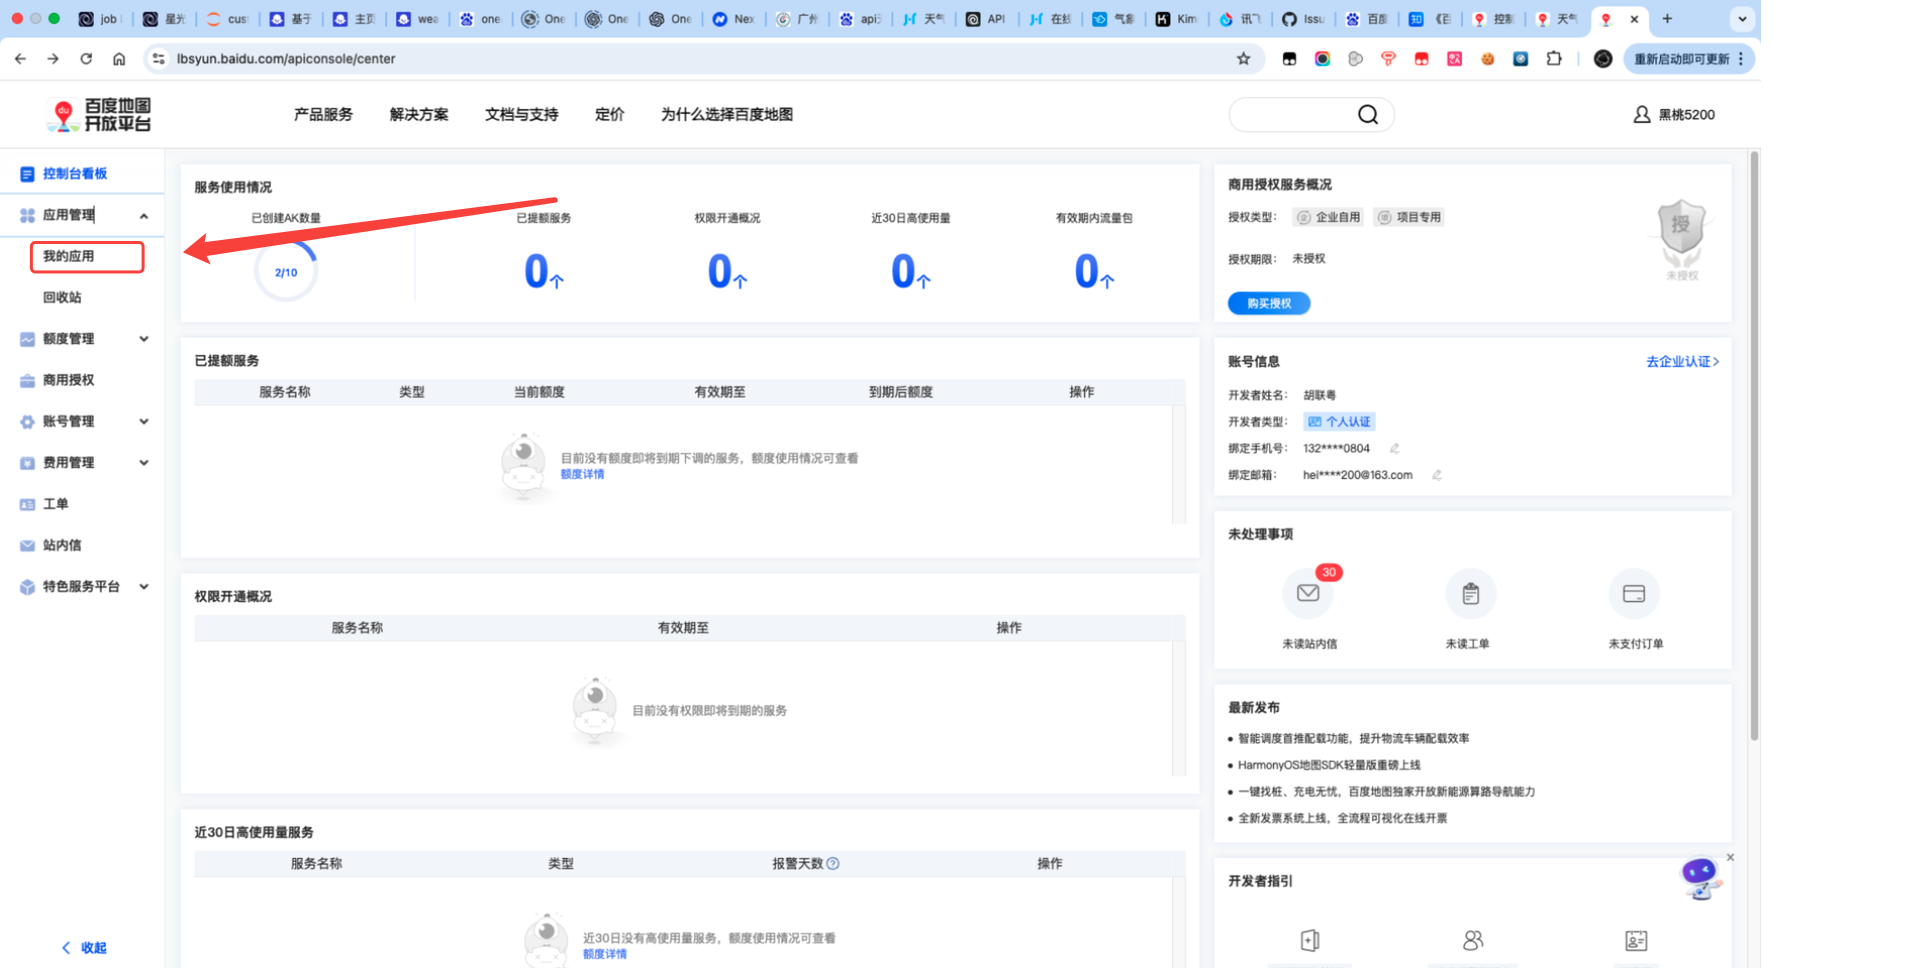 job
星光
cus
基于
主页
wea
one
One
One
One
Nex
广州
api
天气
API
在线
气象
Kim
讯飞
Issu
百度
《百
控制
天气
lbsyun.baidu.com/apiconsole/center
重新启动即可更新
du
百度地图
开放平台
产品服务
解决方案
文档与支持
定价
为什么选择百度地图
黑桃5200
控制台看板
应用管理
我的应用
回收站
额度管理
商用授权
账号管理
费用管理
工单
站内信
特色服务平台
收起
服务使用情况
已创建AK数量
已提额服务
权限开通概况
近30日高使用量
有效期内流量包
2/10
0个
0个
0个
0个
已提额服务
服务名称
类型
当前额度
有效期至
到期后额度
操作
目前没有额度即将到期下调的服务，额度使用情况可查看
额度详情
权限开通概况
服务名称
有效期至
操作
目前没有权限即将到期的服务
近30日高使用量服务
服务名称
类型
报警天数
操作
近30日没有高使用量服务，额度使用情况可查看
额度详情
商用授权服务概况
授权类型：
企业自用
项目专用
授权期限：
未授权
购买授权
授
未授权
账号信息
去企业认证>
开发者姓名：
胡联粤
开发者类型：
个人认证
绑定手机号：
132****0804
绑定邮箱：
hei****200@163.com
未处理事项
30
未读站内信
未读工单
未支付订单
最新发布
• 智能调度首推配载功能，提升物流车辆配载效率
• HarmonyOS地图SDK轻量版重磅上线
• 一键找桩、充电无忧，百度地图独家开放新能源算路导航能力
• 全新发票系统上线，全流程可视化在线开票
开发者指引